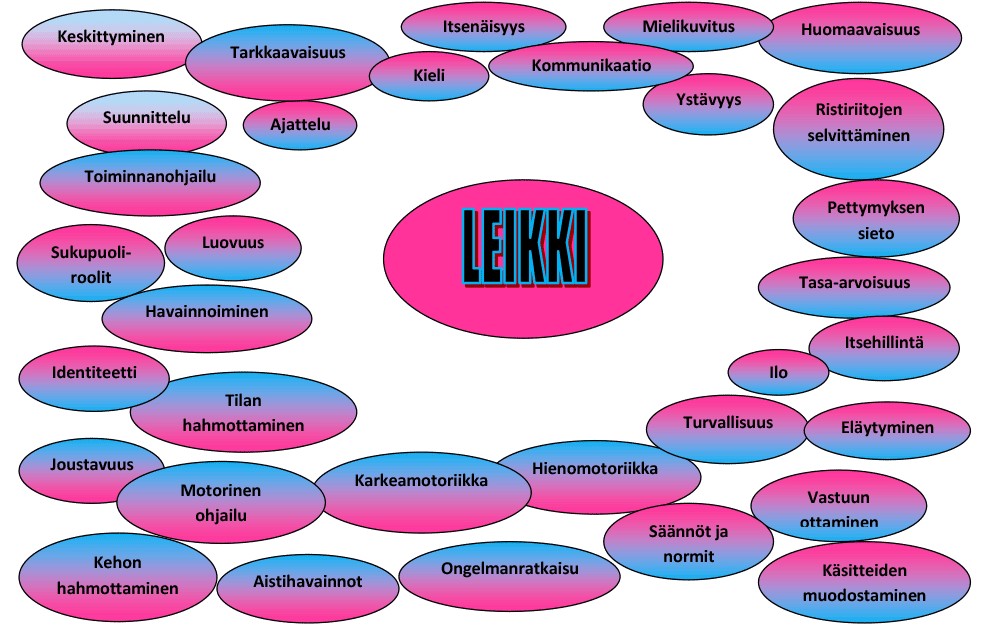 Keskittyminen
Tarkkaavaisuus
Itsenäisyys
Mielikuvitus
Huomaavaisuus
Kieli
Kommunikaatio
Ystävyys
Suunnittelu
Ajattelu
Ristiriitojen
selvittäminen
Toiminnanohjailu
Pettymyksen
sieto
Sukupuoli-
roolit
Luovuus
LEIKKI
Tasa-arvoisuus
Havainnoiminen
Itsehillintä
Identiteetti
Ilo
Tilan
hahmottaminen
Turvallisuus
Eläytyminen
Joustavuus
Motorinen
ohjailu
Karkeamotoriikka
Hienomotoriikka
Vastuun
ottaminen
Säännöt ja
normit
Kehon
hahmottaminen
Aistihavainnot
Ongelmanratkaisu
Käsitteiden
muodostaminen